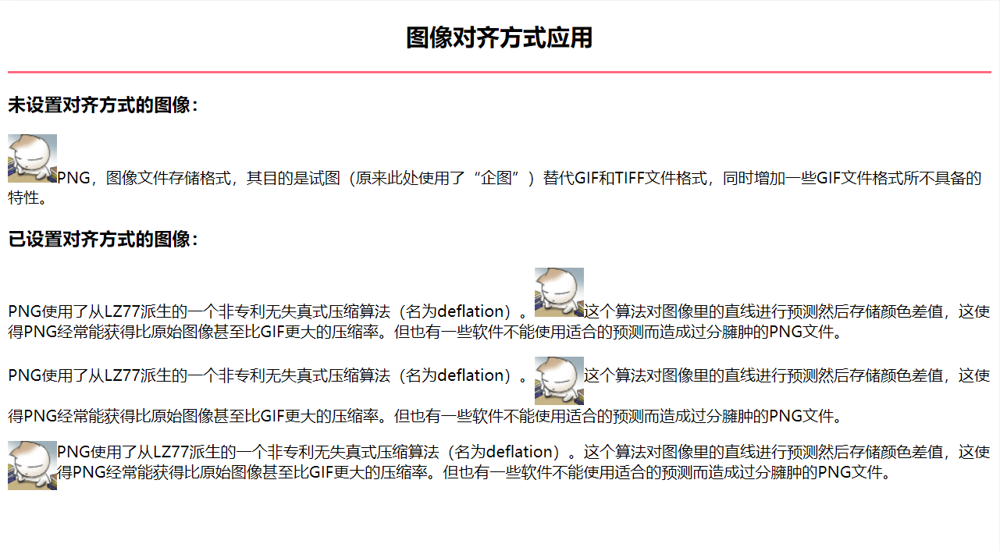 图像对齐方式应用
未设置对齐方式的图像：
PNG，图像文件存储格式，其目的是试图（原来此处使用了“企图”）替代GIF和TIFF文件格式，同时增加一些GIF文件格式所不具备的
特性。
已设置对齐方式的图像：
PNG使用了从LZ77派生的一个非专利无失真式压缩算法（名为deflation）。这个算法对图像里的直线进行预测然后存储颜色差值，这使
得PNG经常能获得比原始图像甚至比GIF更大的压缩率。但也有一些软件不能使用适合的预测而造成过分臃肿的PNG文件。
PNG使用了从LZ77派生的一个非专利无失真式压缩算法（名为deflation）。这个算法对图像里的直线进行预测然后存储颜色差值，这使
得PNG经常能获得比原始图像甚至比GIF更大的压缩率。但也有一些软件不能使用适合的预测而造成过分臃肿的PNG文件。
PNG使用了从LZ77派生的一个非专利无失真式压缩算法（名为deflation）。这个算法对图像里的直线进行预测然后存储颜色差值，这使
得PNG经常能获得比原始图像甚至比GIF更大的压缩率。但也有一些软件不能使用适合的预测而造成过分臃肿的PNG文件。